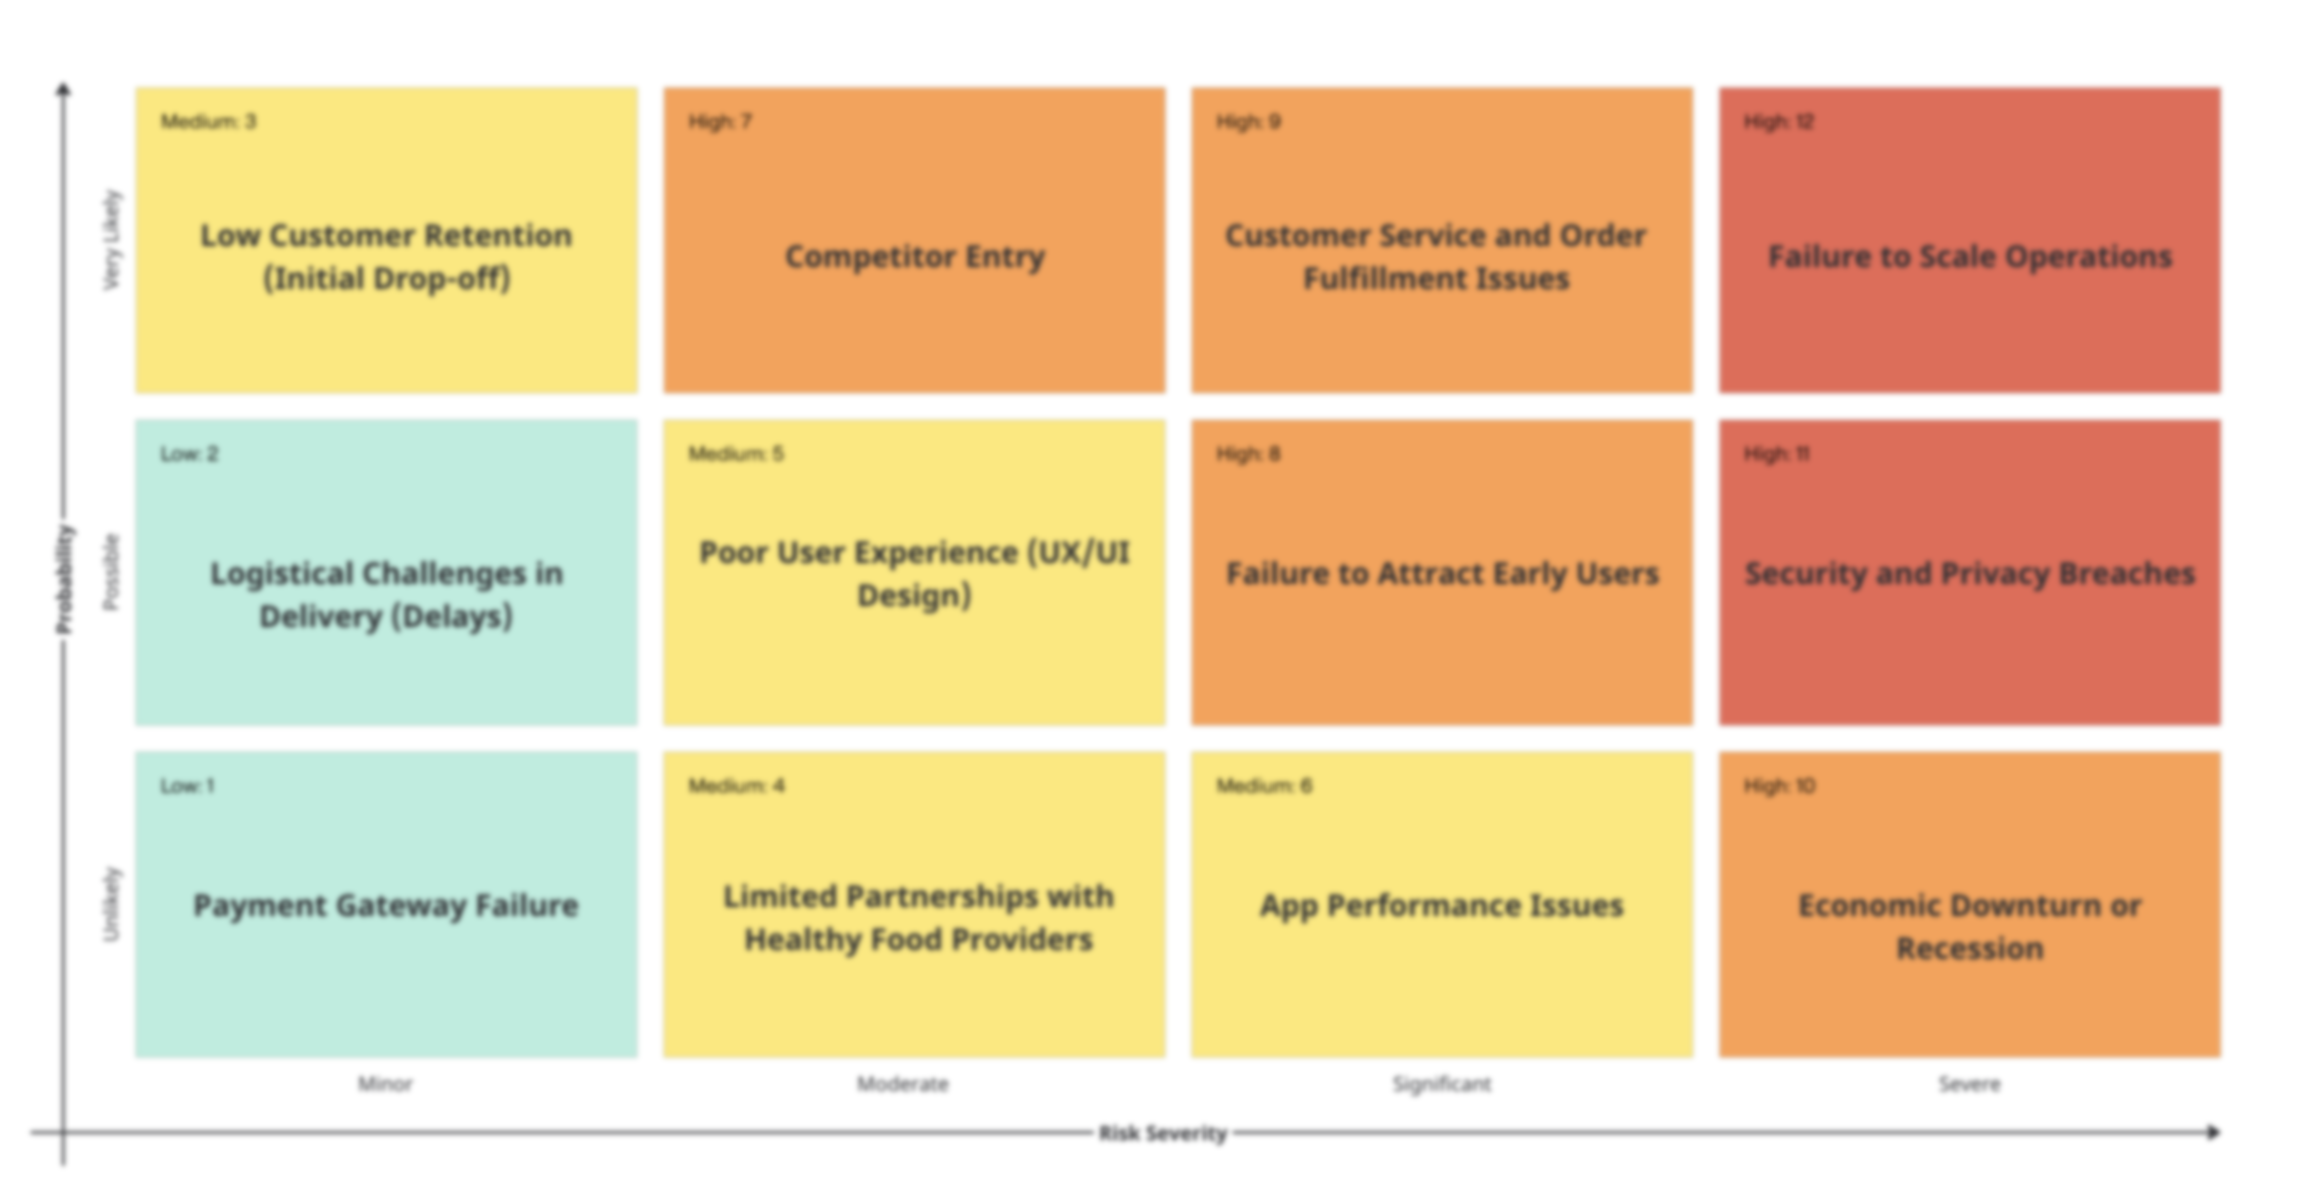 Medium: 3
Low Customer Retention
(Initial Drop-off)
High: 7
Competitor Entry
High: 9
Customer Service and Order
Fulfillment Issues
High: 12
Failure to Scale Operations
Very Likely
Low: 2
Logistical Challenges in
Delivery (Delays)
Medium: 5
Poor User Experience (UX/UI
Design)
High: 8
Failure to Attract Early Users
High: 11
Security and Privacy Breaches
Possible
Probability
Low: 1
Payment Gateway Failure
Medium: 4
Limited Partnerships with
Healthy Food Providers
Medium: 6
App Performance Issues
High: 10
Economic Downturn or
Recession
Unlikely
Minor
Moderate
Significant
Severe
Risk Severity